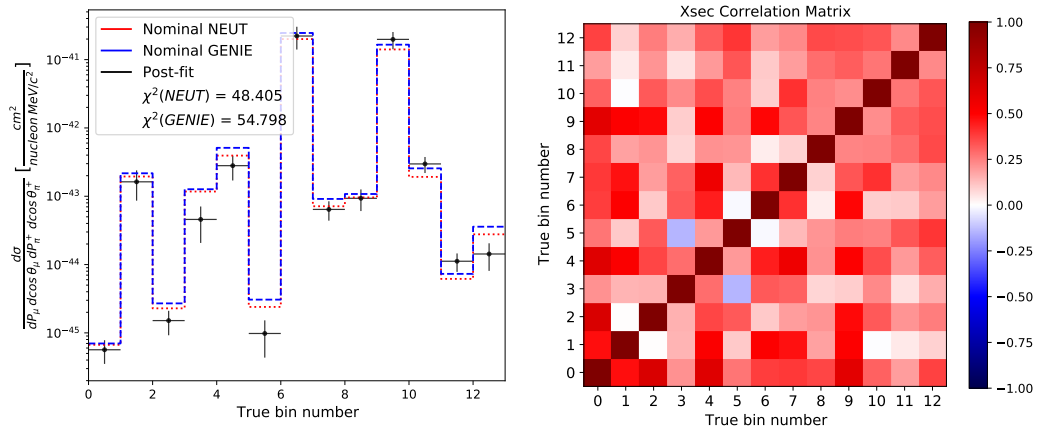 Nominal NEUT
Nominal GENIE
Post-fit
χ²(NEUT) = 48.405
χ²(GENIE) = 54.798
dσ / dP_μ dcos θ_μ dP_π⁺ dcos θ_π⁺ [cm² / nucleon MeV/c²]
10⁻⁴¹
10⁻⁴²
10⁻⁴³
10⁻⁴⁴
10⁻⁴⁵
0 2 4 6 8 10 12
True bin number
Xsec Correlation Matrix
True bin number
12
11
10
9
8
7
6
5
4
3
2
1
0
0 1 2 3 4 5 6 7 8 9 10 11 12
True bin number
1.00
0.75
0.50
0.25
0.00
−0.25
−0.50
−0.75
−1.00